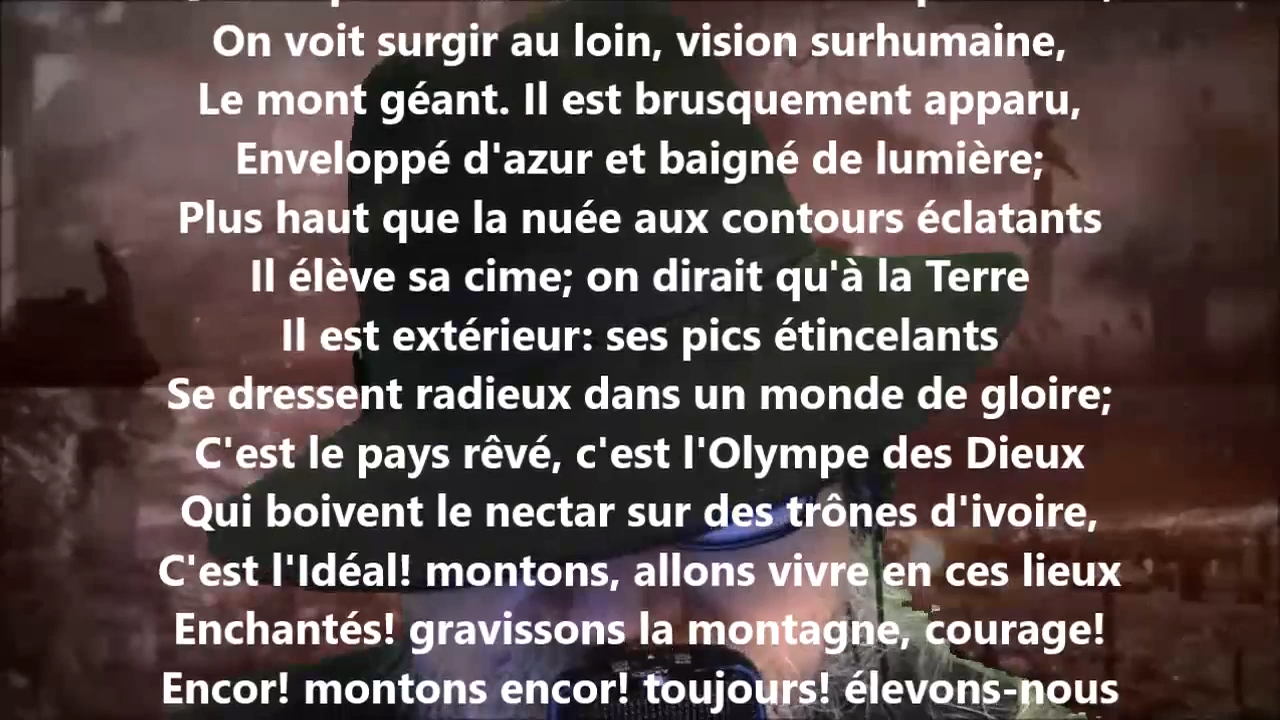 On voit surgir au loin, vision surhumaine,
Le mont géant. Il est brusquement apparu,
Enveloppé d'azur et baigné de lumière;
Plus haut que la nuée aux contours éclatants
Il élève sa cime; on dirait qu'à la Terre
Il est extérieur: ses pics étincelants
Se dressent radieux dans un monde de gloire;
C'est le pays rêvé, c'est l'Olympe des Dieux
Qui boivent le nectar sur des trônes d'ivoire,
C'est l'Idéal! montons, allons vivre en ces lieux
Enchantés! gravissons la montagne, courage!
Encor! montons encor! toujours! élevons-nous